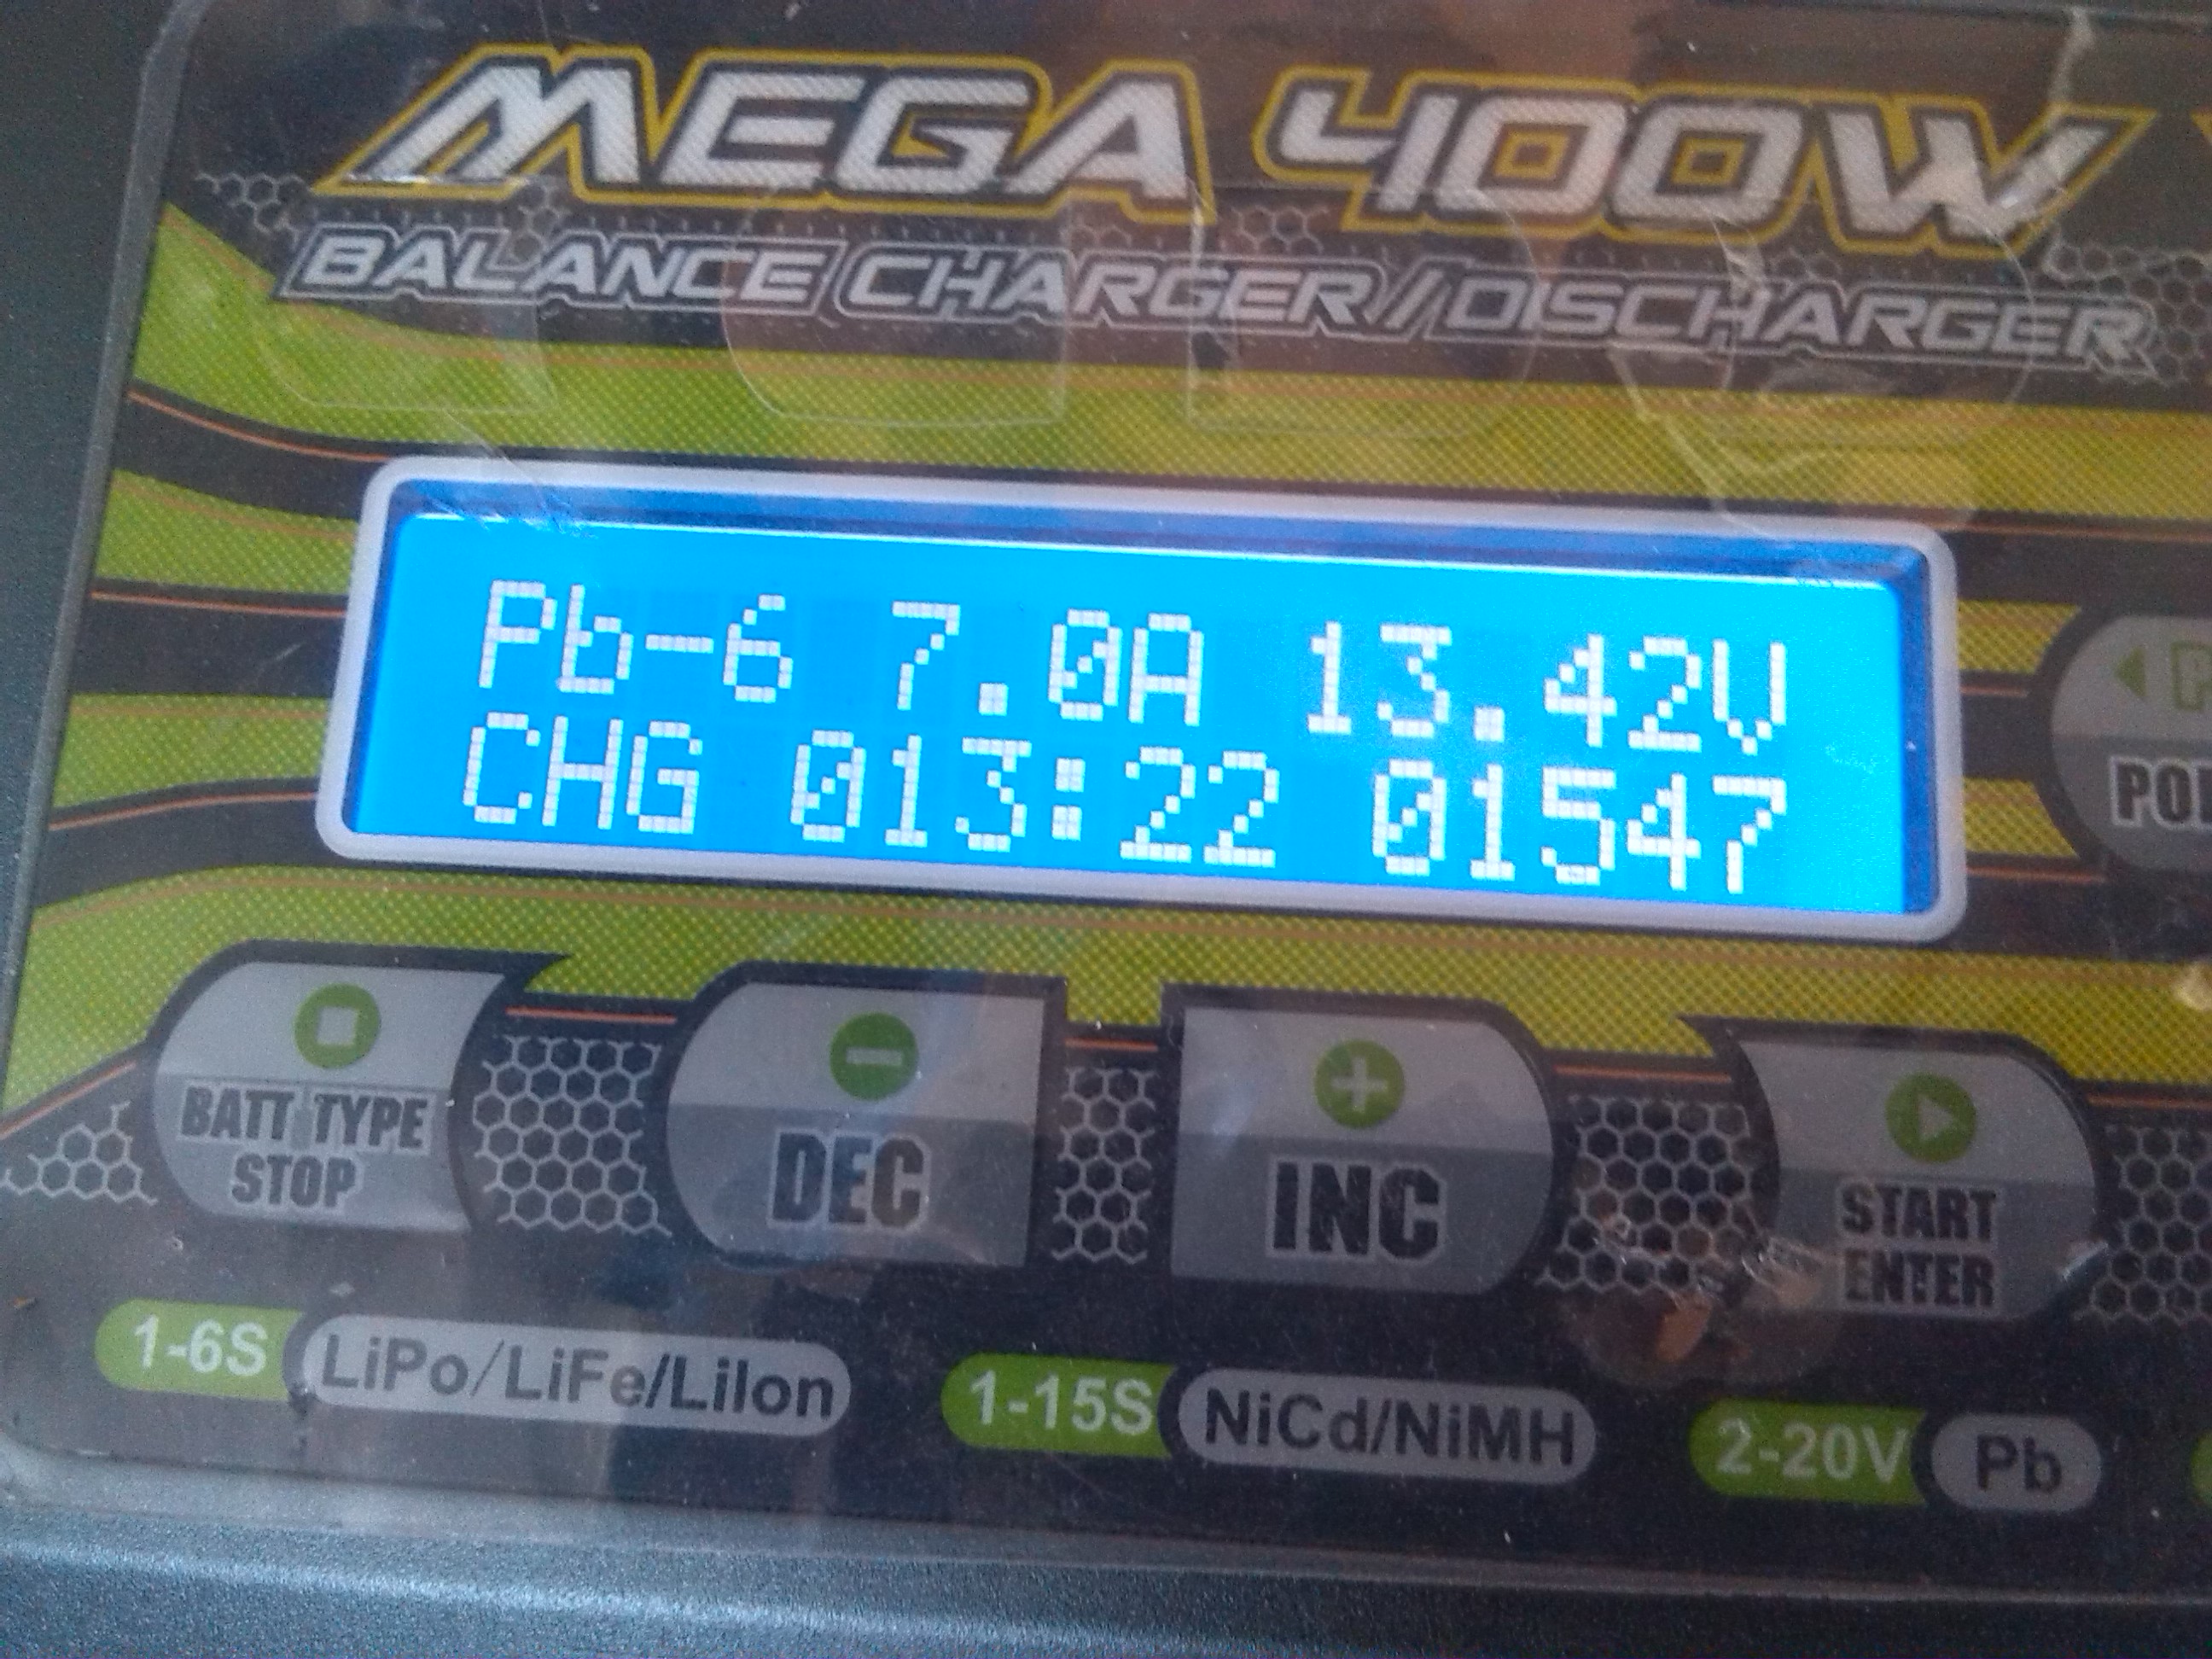 MEGA 400W
BALANCE CHARGER//DISCHARGER
Pb-6 7.0A 13.42V
CHG 013:22 01547
BATT TYPE
STOP
DEC
INC
START
ENTER
1-6S LiPo/LiFe/LiIon
1-15S NiCd/NiMH
2-20V Pb